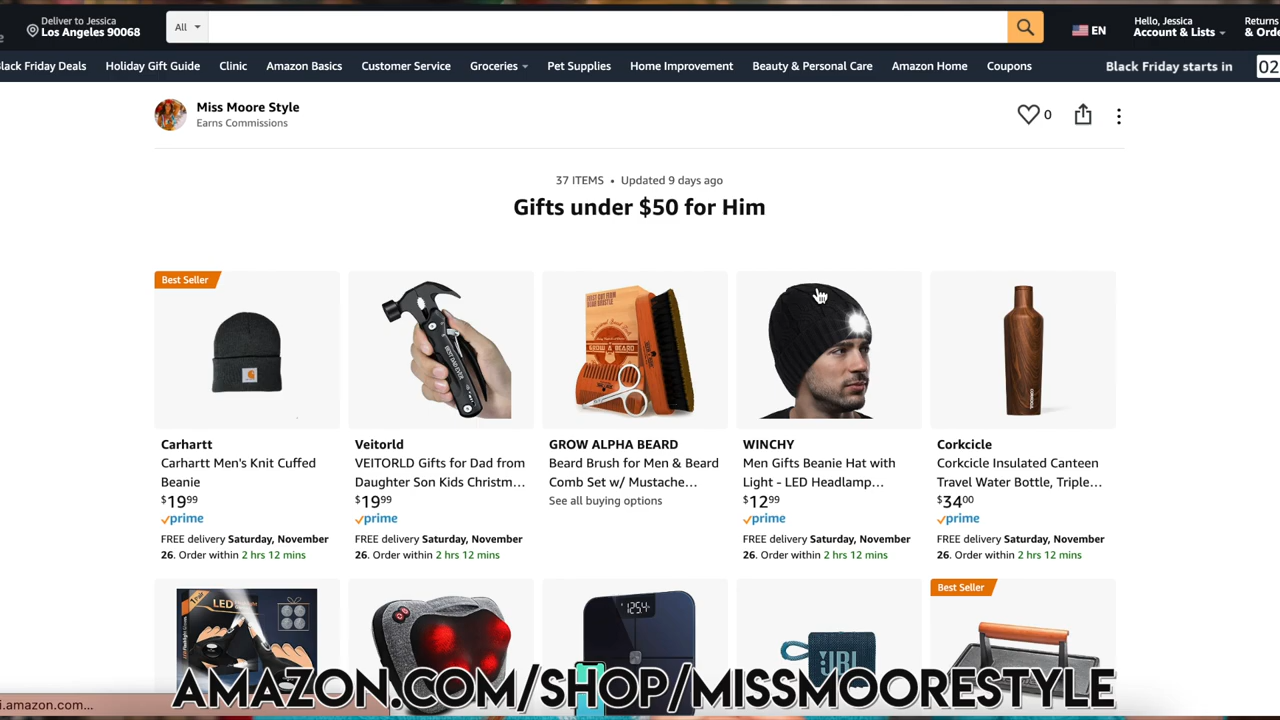 Deliver to Jessica
Los Angeles 90068
All
EN
Hello, Jessica
Account & Lists
Returns
& Orde
lack Friday Deals
Holiday Gift Guide
Clinic
Amazon Basics
Customer Service
Groceries
Pet Supplies
Home Improvement
Beauty & Personal Care
Amazon Home
Coupons
Black Friday starts in
02
Miss Moore Style
Earns Commissions
0
37 ITEMS • Updated 9 days ago
Gifts under $50 for Him
Best Seller
Carhartt
Carhartt Men's Knit Cuffed
Beanie
$19.99
prime
FREE delivery Saturday, November
26. Order within 2 hrs 12 mins
Veitorld
VEITORLD Gifts for Dad from
Daughter Son Kids Christm...
$19.99
prime
FREE delivery Saturday, November
26. Order within 2 hrs 12 mins
GROW & BEARD
GROW ALPHA BEARD
Beard Brush for Men & Beard
Comb Set w/ Mustache...
See all buying options
WINCHY
Men Gifts Beanie Hat with
Light - LED Headlamp...
$12.99
prime
FREE delivery Saturday, November
26. Order within 2 hrs 12 mins
CORKCICLE
Corkcicle
Corkcicle Insulated Canteen
Travel Water Bottle, Triple...
$34.00
prime
FREE delivery Saturday, November
26. Order within 2 hrs 12 mins
LED
125.4
JBL
Best Seller
AMAZON.COM/SHOP/MISSMOORESTYLE
i.amazon.com...